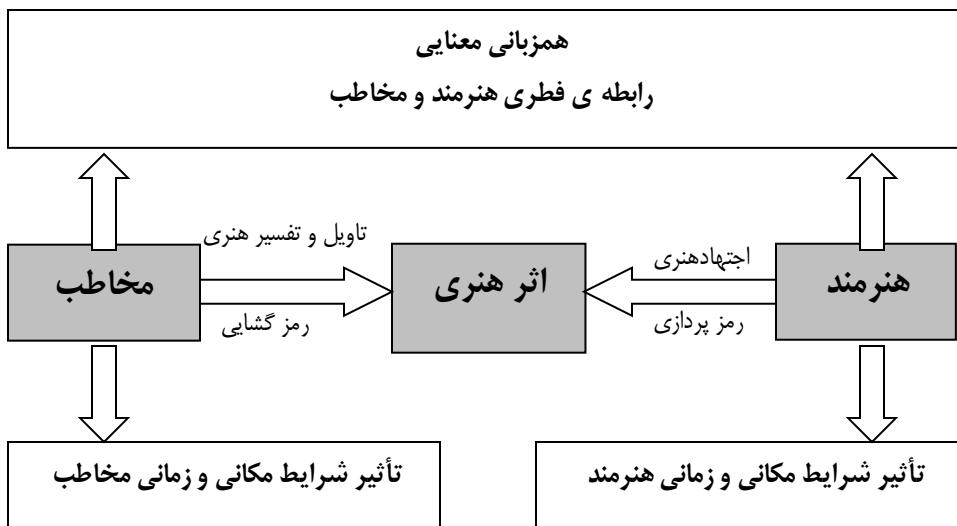 همزبانی معنایی
رابطه ی فطری هنرمند و مخاطب
هنرمند
اجتهادهنری
رمز پردازی
اثر هنری
تاویل و تفسیر هنری
رمز گشایی
مخاطب
تأثیر شرایط مکانی و زمانی هنرمند
تأثیر شرایط مکانی و زمانی مخاطب